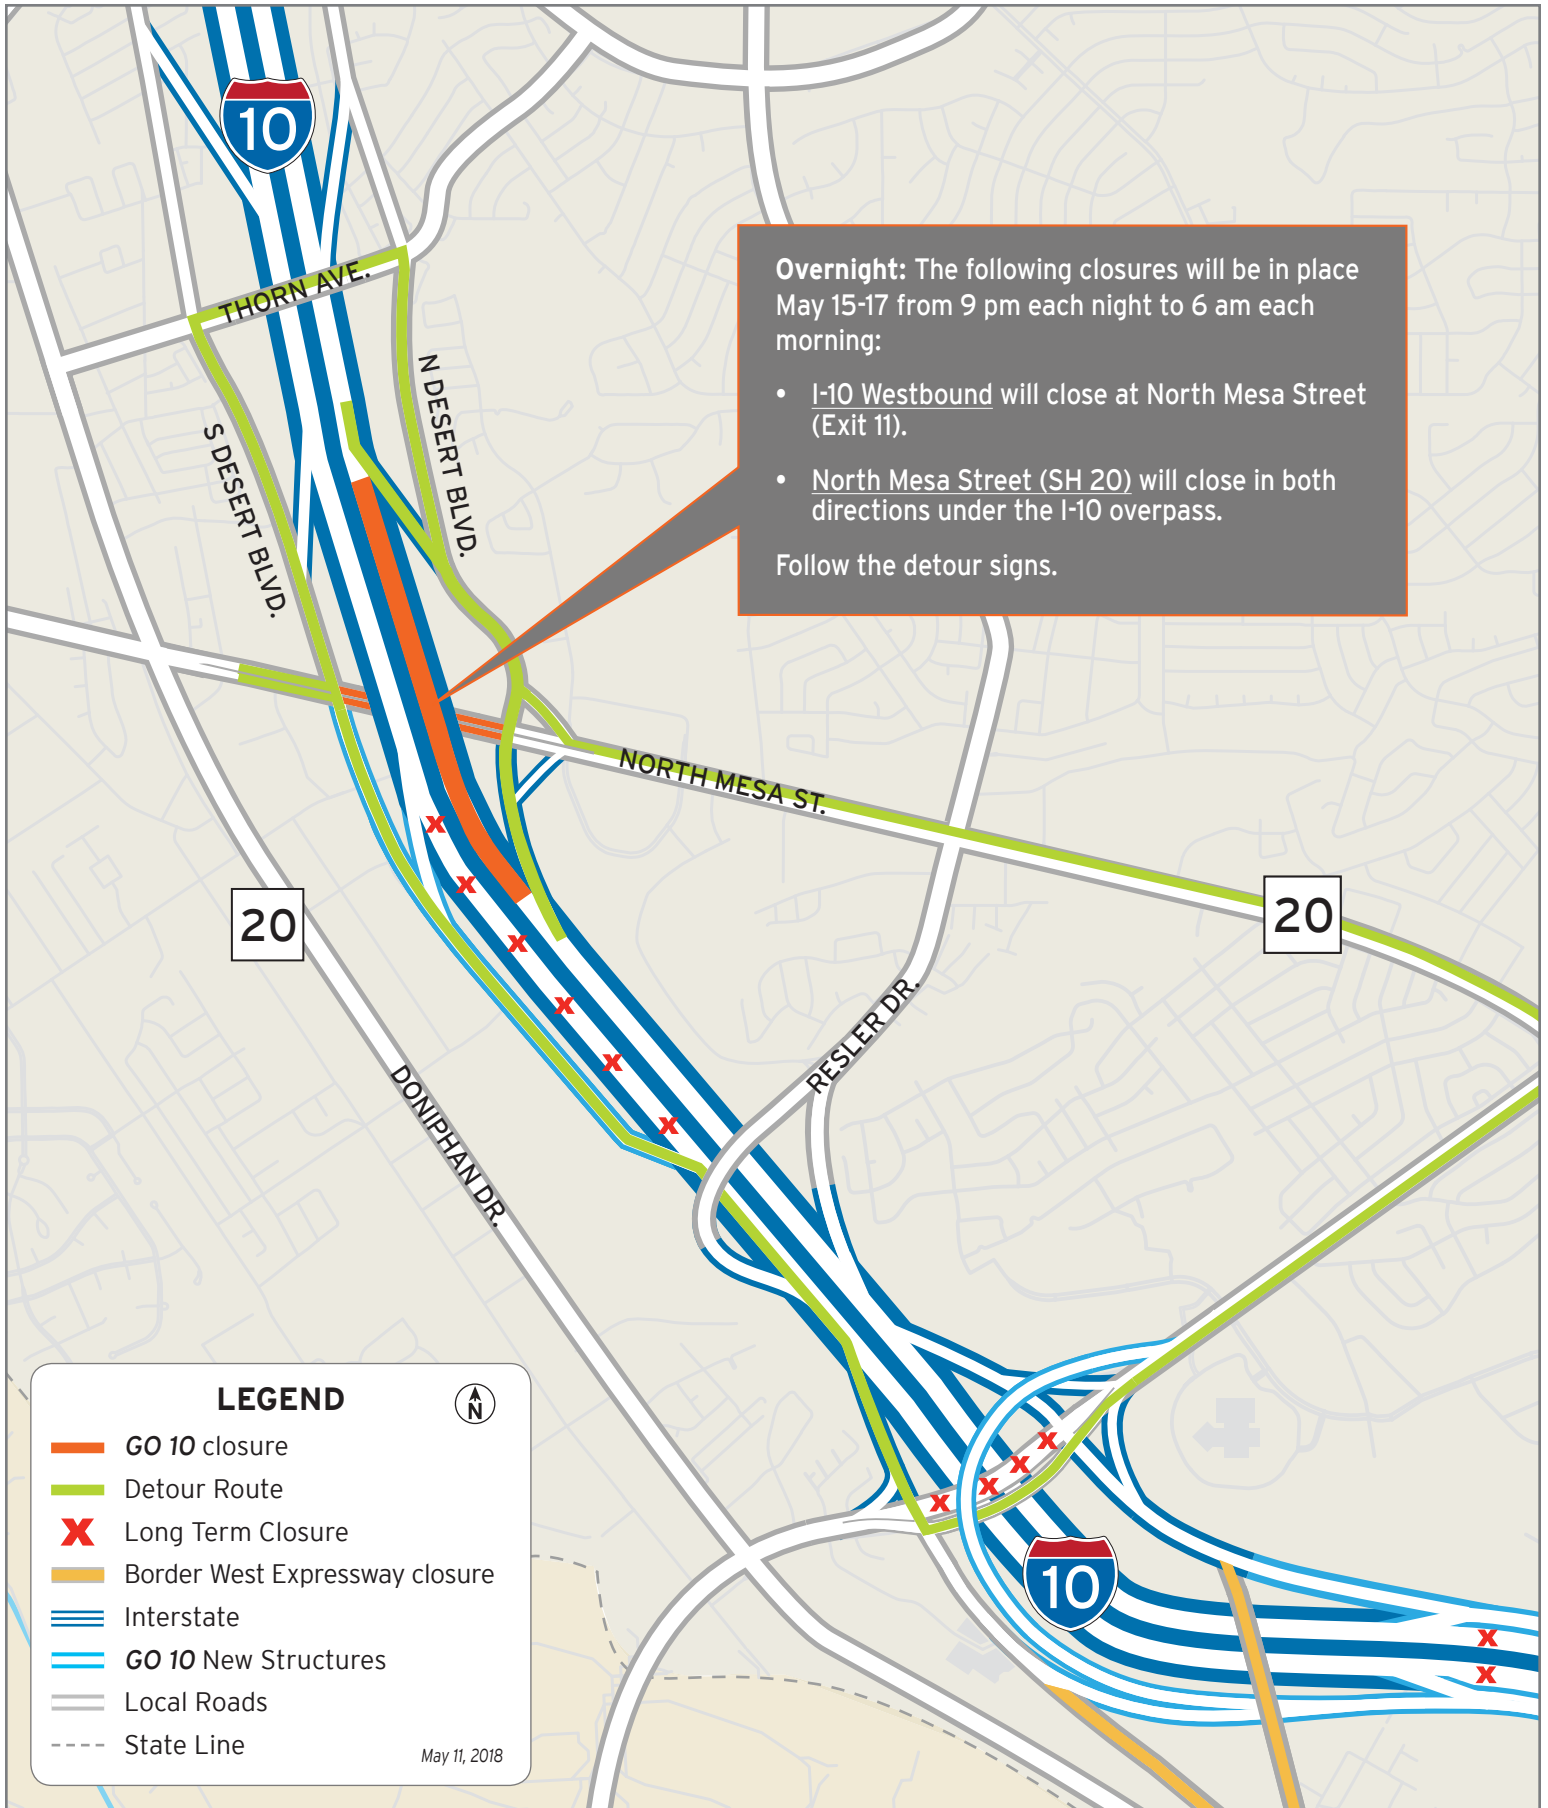 10
THORN AVE.
N DESERT BLVD.
S DESERT BLVD.
Overnight: The following closures will be in place
May 15-17 from 9 pm each night to 6 am each
morning:
• I-10 Westbound will close at North Mesa Street
(Exit 11).
• North Mesa Street (SH 20) will close in both
directions under the I-10 overpass.
Follow the detour signs.
NORTH MESA ST.
20
20
RESLER DR.
DONIPHAN DR.
10
LEGEND
N
GO 10 closure
Detour Route
X Long Term Closure
Border West Expressway closure
Interstate
GO 10 New Structures
Local Roads
State Line
May 11, 2018